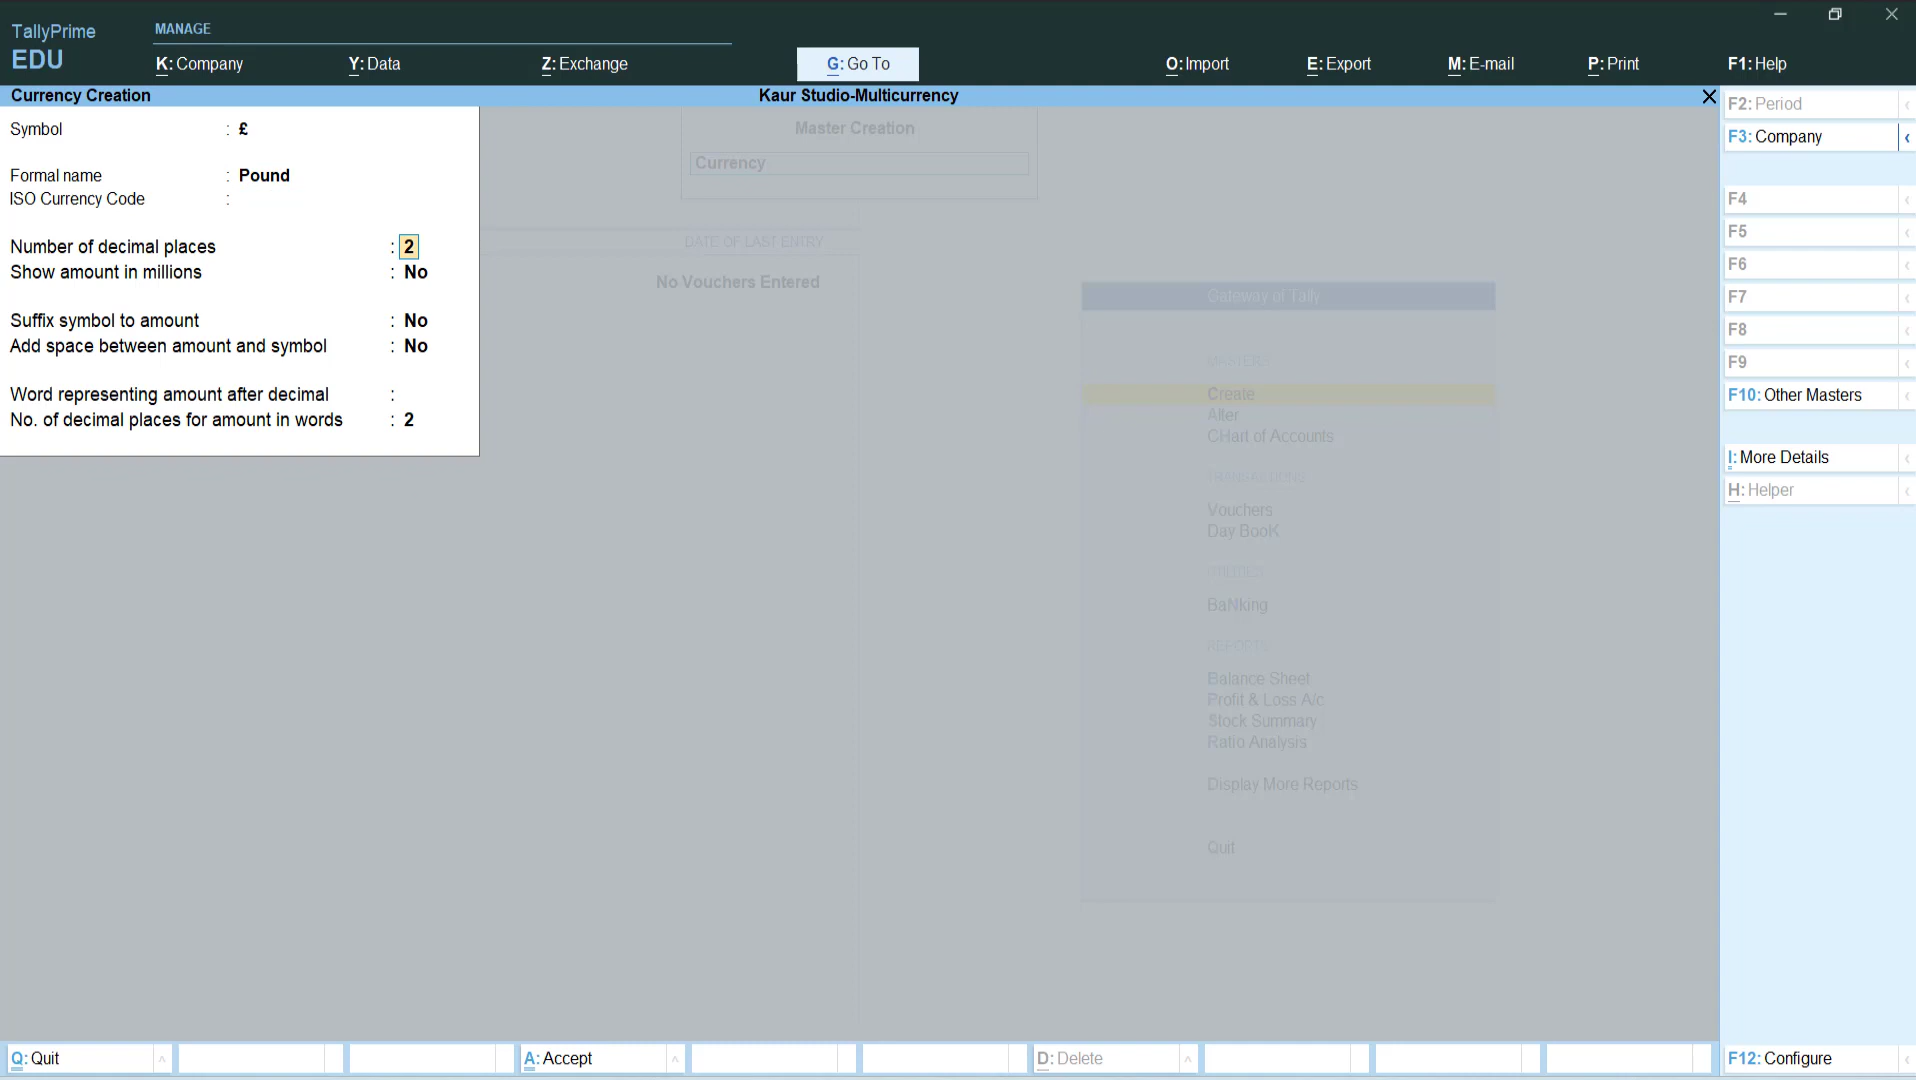 TallyPrime
EDU
MANAGE
K: Company
Y: Data
Z: Exchange
G: Go To
O: Import
E: Export
M: E-mail
P: Print
F1: Help
Currency Creation
Kaur Studio-Multicurrency
Symbol : £
Formal name : Pound
ISO Currency Code :
Number of decimal places : 2
Show amount in millions : No
Suffix symbol to amount : No
Add space between amount and symbol : No
Word representing amount after decimal :
No. of decimal places for amount in words : 2
Master Creation
Currency
DATE OF LAST ENTRY
No Vouchers Entered
Gateway of Tally
MASTERS
Create
Alter
CHart of Accounts
TRANSACTIONS
Vouchers
Day BooK
UTILITIES
BaNking
REPORTS
Balance Sheet
Profit & Loss A/c
Stock Summary
Ratio Analysis
Display More Reports
Quit
F2: Period
F3: Company
F4
F5
F6
F7
F8
F9
F10: Other Masters
I: More Details
H: Helper
Q: Quit
A: Accept
D: Delete
F12: Configure